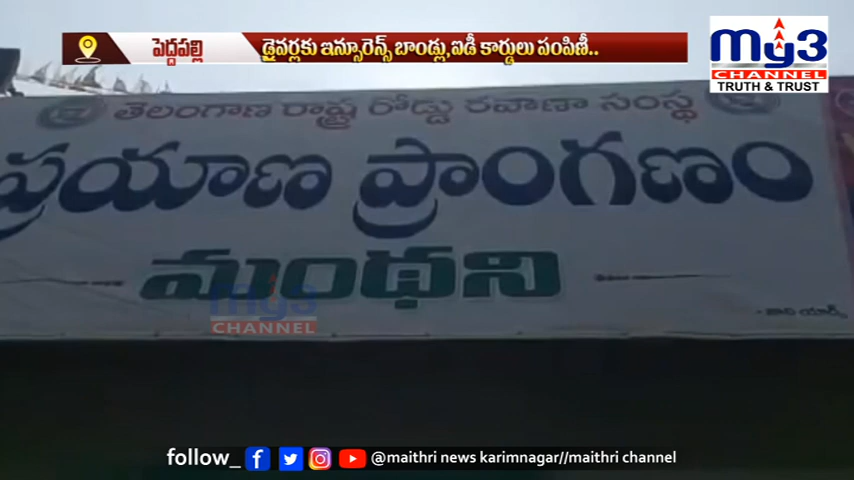 పెద్దపల్లి
డ్రైవర్లకు ఇన్సూరెన్స్ బాండ్లు,ఐడీ కార్డులు పంపిణీ..
my3
CHANNEL
TRUTH & TRUST
తెలంగాణ రాష్ట్ర రోడ్డు రవాణా సంస్థ
ప్రయాణ ప్రాంగణం
మంథని
my3
CHANNEL
follow_ @maithri news karimnagar//maithri channel